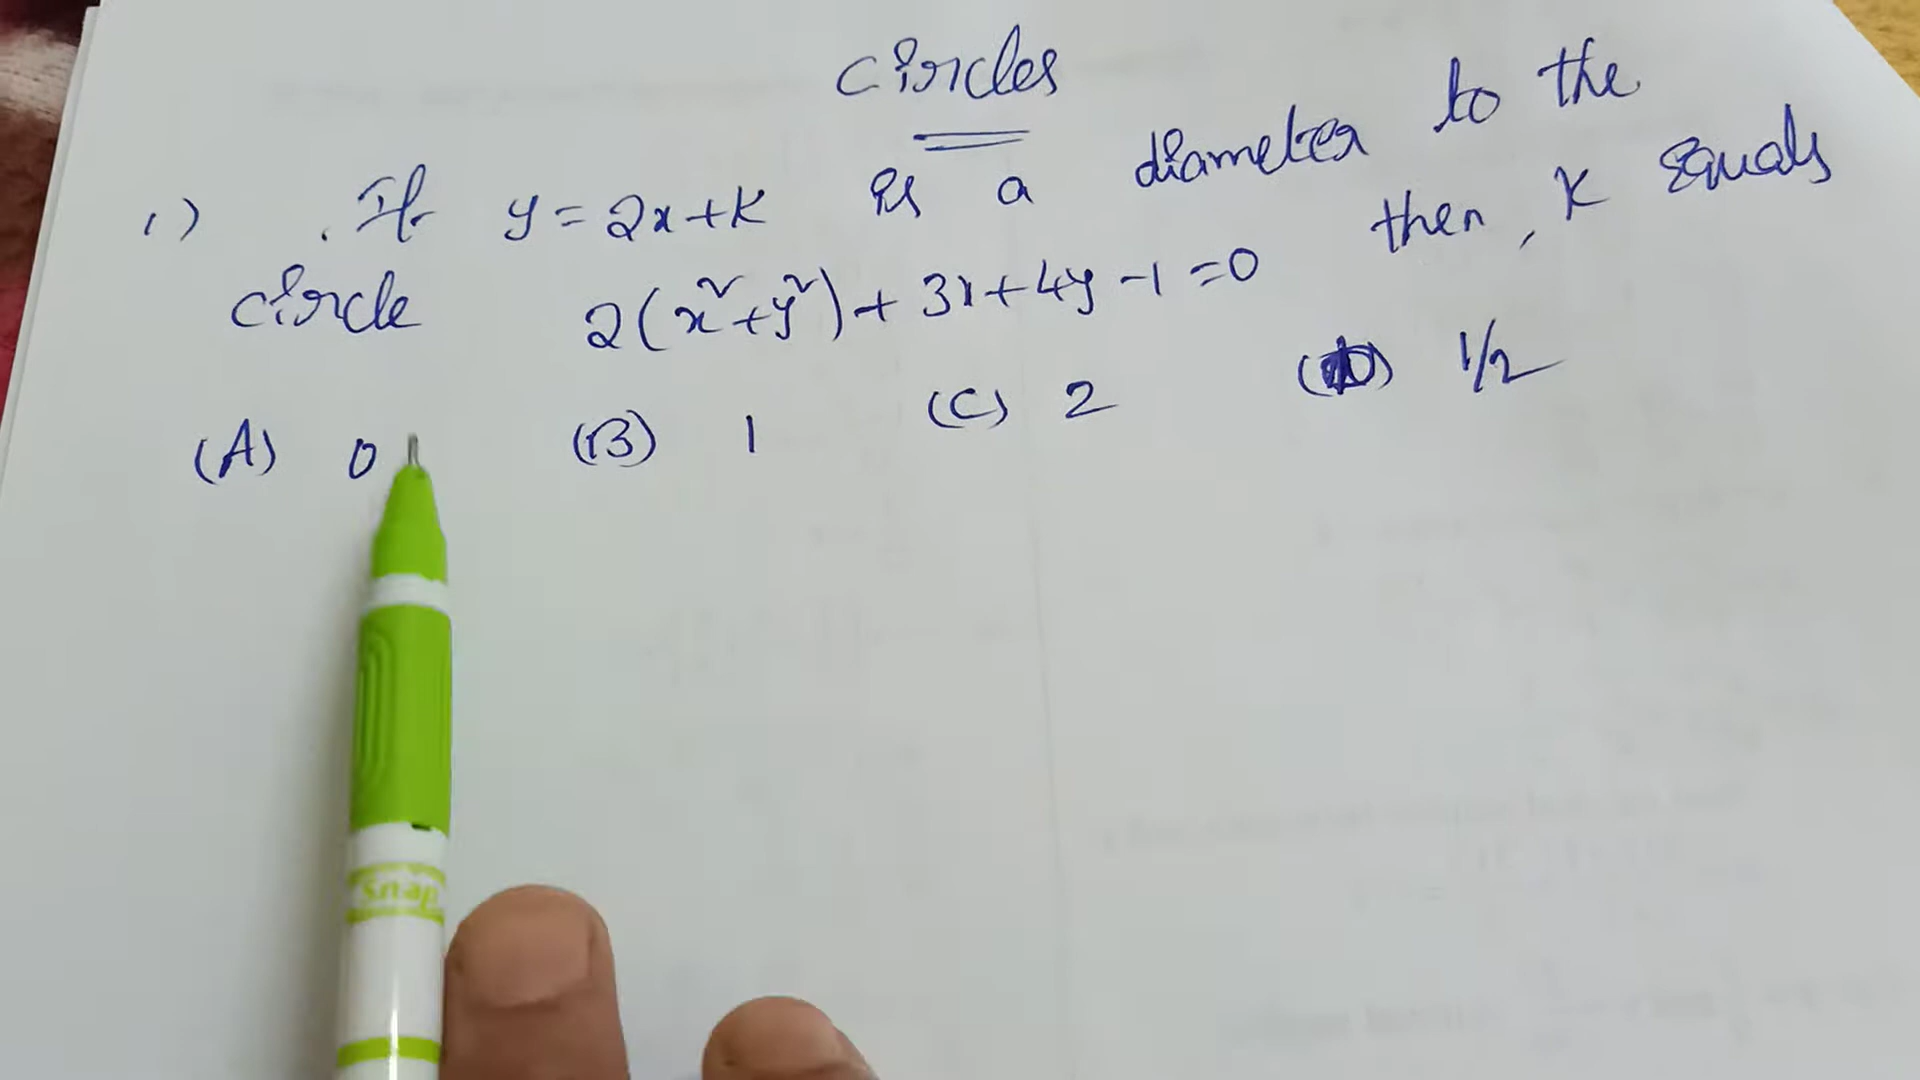 Circles
1) . If y = 2x + k is a diameter to the
circle 2(x²+y²) + 3x + 4y - 1 = 0 then, k equals
(A) 0 (B) 1 (C) 2 (D) 1/2
Snap